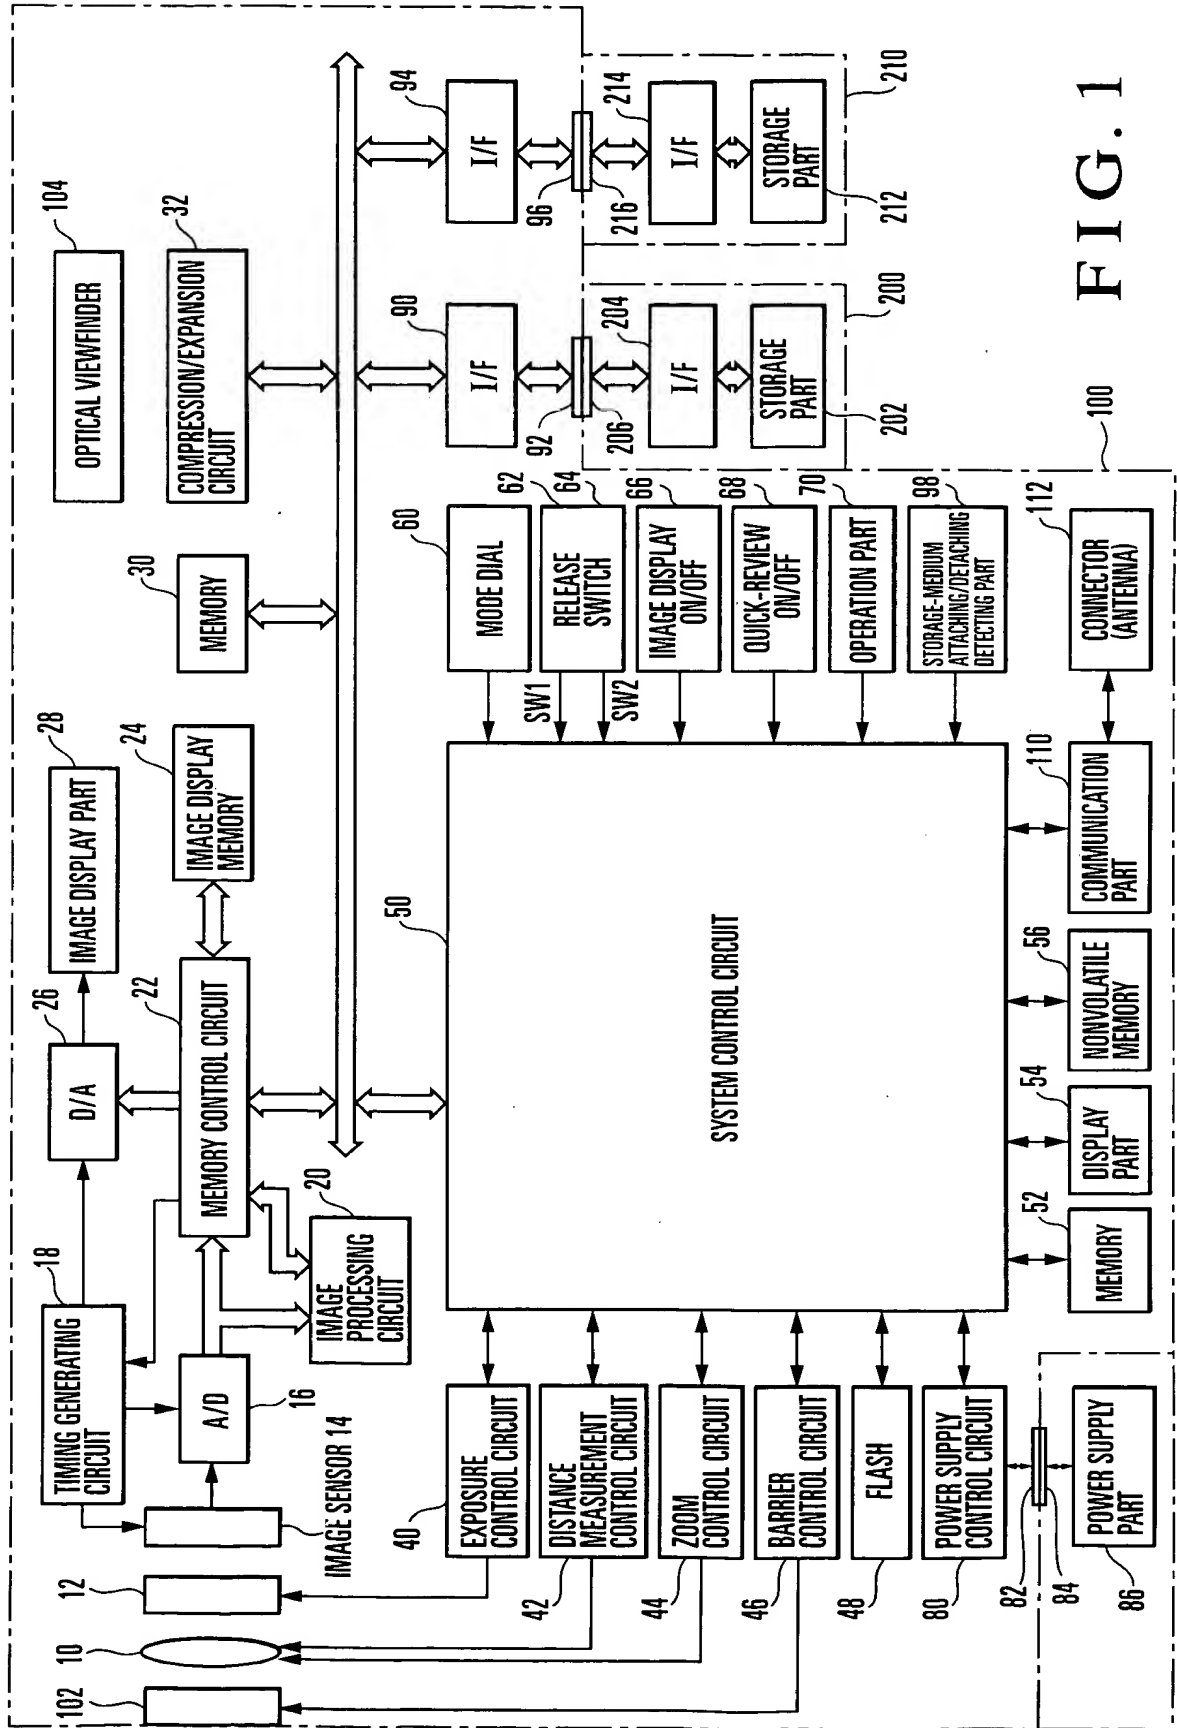 102
10
12
18
TIMING GENERATING
CIRCUIT
IMAGE SENSOR 14
A/D
16
20
IMAGE
PROCESSING
CIRCUIT
26
D/A
22
MEMORY CONTROL CIRCUIT
28
IMAGE DISPLAY PART
24
IMAGE DISPLAY
MEMORY
30
MEMORY
104
OPTICAL VIEWFINDER
32
COMPRESSION/EXPANSION
CIRCUIT
40
EXPOSURE
CONTROL CIRCUIT
42
DISTANCE
MEASUREMENT
CONTROL CIRCUIT
44
ZOOM
CONTROL CIRCUIT
46
BARRIER
CONTROL CIRCUIT
48
FLASH
80
POWER SUPPLY
CONTROL CIRCUIT
82
84
86
POWER SUPPLY
PART
50
SYSTEM CONTROL CIRCUIT
52
MEMORY
54
DISPLAY
PART
56
NONVOLATILE
MEMORY
110
COMMUNICATION
PART
112
CONNECTOR
(ANTENNA)
60
MODE DIAL
62
64
RELEASE
SWITCH
SW1
SW2
66
IMAGE DISPLAY
ON/OFF
68
QUICK-REVIEW
ON/OFF
70
OPERATION PART
98
STORAGE-MEDIUM
ATTACHING/DETACHING
DETECTING PART
100
90
I/F
92
206
204
I/F
202
STORAGE
PART
200
94
I/F
96
216
214
I/F
212
STORAGE
PART
210
FIG. 1